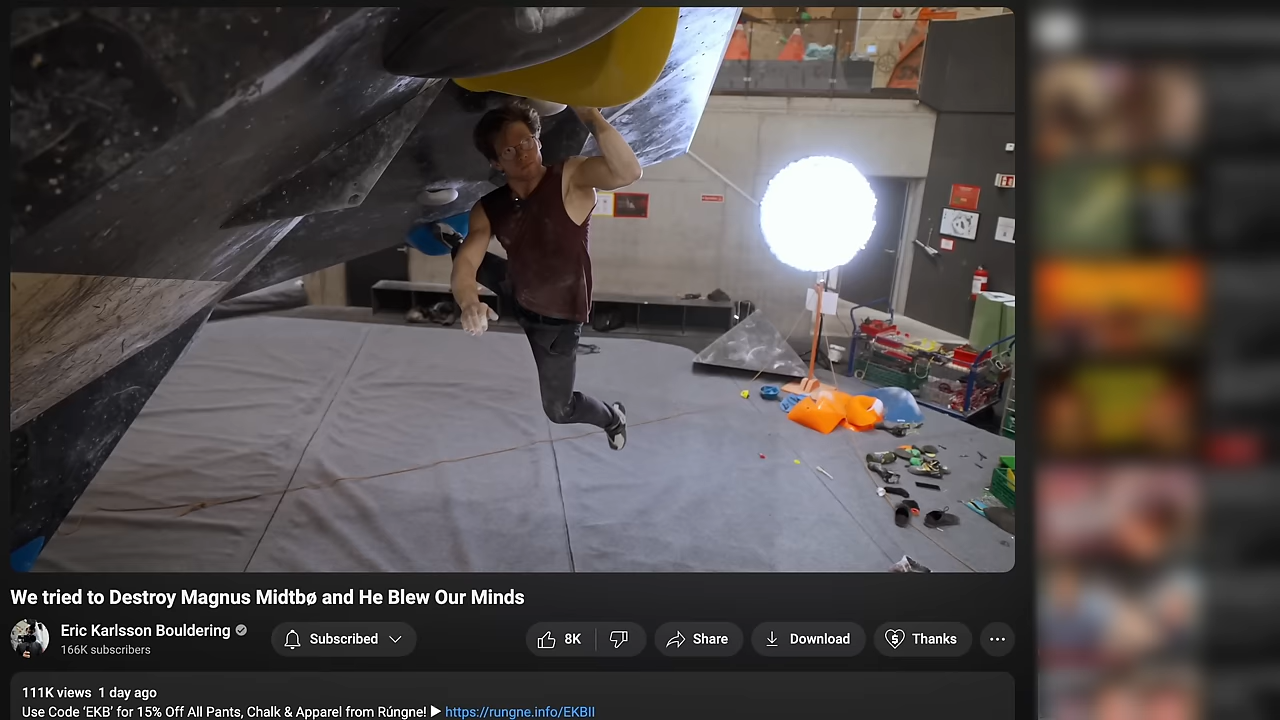 We tried to Destroy Magnus Midtbø and He Blew Our Minds
Eric Karlsson Bouldering
166K subscribers
Subscribed
8K
Share
Download
Thanks
111K views 1 day ago
Use Code 'EKB' for 15% Off All Pants, Chalk & Apparel from Rúngne! ▶ https://rungne.info/EKBII